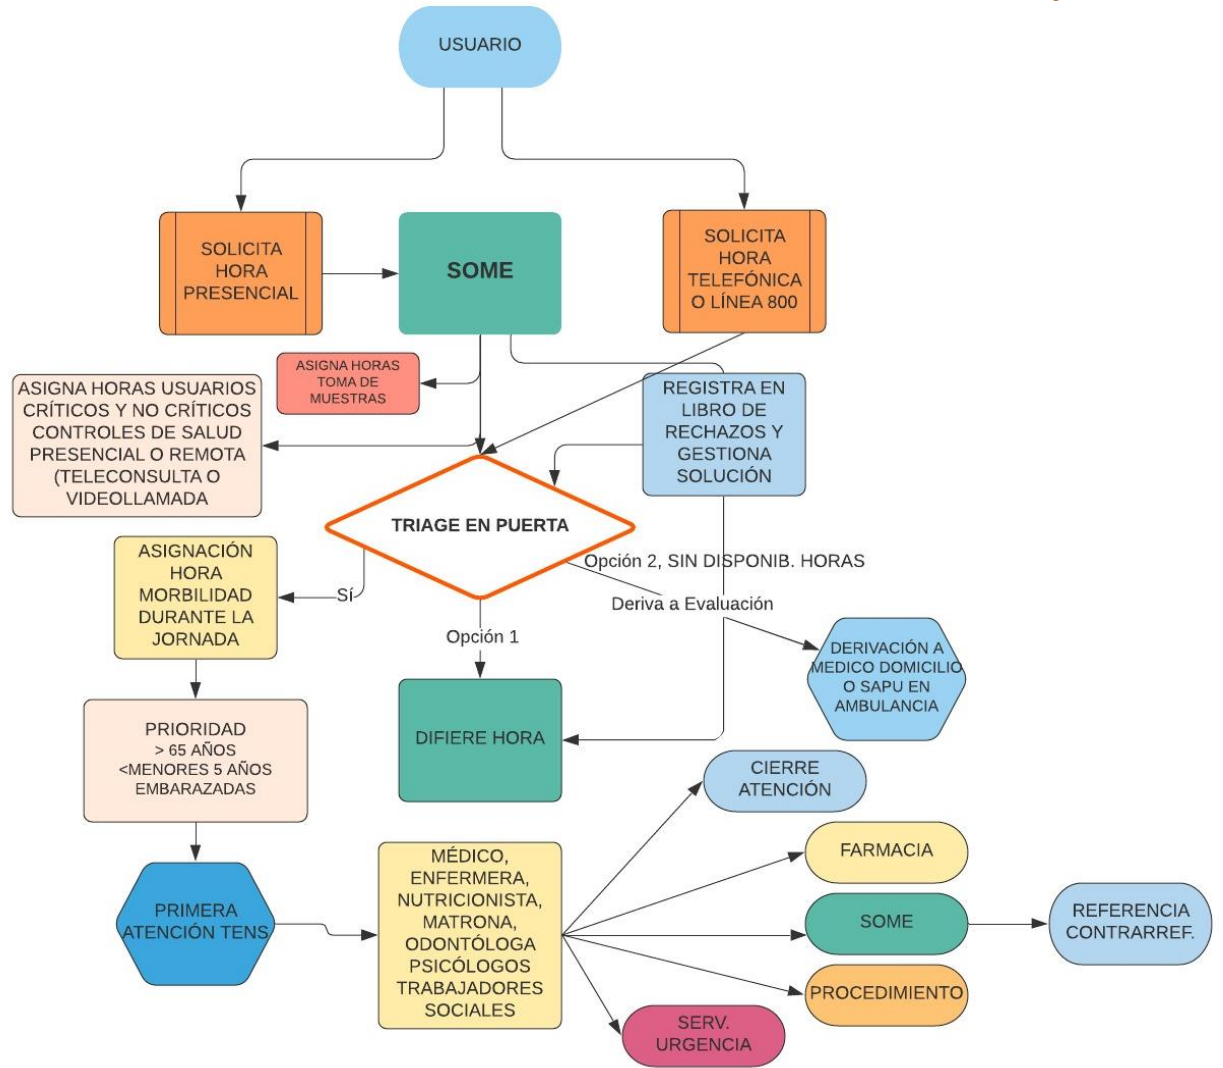 USUARIO
SOLICITA
HORA
PRESENCIAL
SOME
SOLICITA
HORA
TELEFÓNICA
O LÍNEA 800
ASIGNA HORAS
TOMA DE
MUESTRAS
ASIGNA HORAS USUARIOS
CRÍTICOS Y NO CRÍTICOS
CONTROLES DE SALUD
PRESENCIAL O REMOTA
(TELECONSULTA O
VIDEOLLAMADA
REGISTRA EN
LIBRO DE
RECHAZOS Y
GESTIONA
SOLUCIÓN
TRIAGE EN PUERTA
ASIGNACIÓN
HORA
MORBILIDAD
DURANTE LA
JORNADA
Sí
Opción 1
Opción 2, SIN DISPONIB. HORAS
Deriva a Evaluación
DERIVACIÓN A
MEDICO DOMICILIO
O SAPU EN
AMBULANCIA
PRIORIDAD
> 65 AÑOS
<MENORES 5 AÑOS
EMBARAZADAS
DIFIERE HORA
CIERRE
ATENCIÓN
PRIMERA
ATENCIÓN TENS
MÉDICO,
ENFERMERA,
NUTRICIONISTA,
MATRONA,
ODONTÓLOGA
PSICÓLOGOS
TRABAJADORES
SOCIALES
FARMACIA
SOME
REFERENCIA
CONTRARREF.
PROCEDIMIENTO
SERV.
URGENCIA